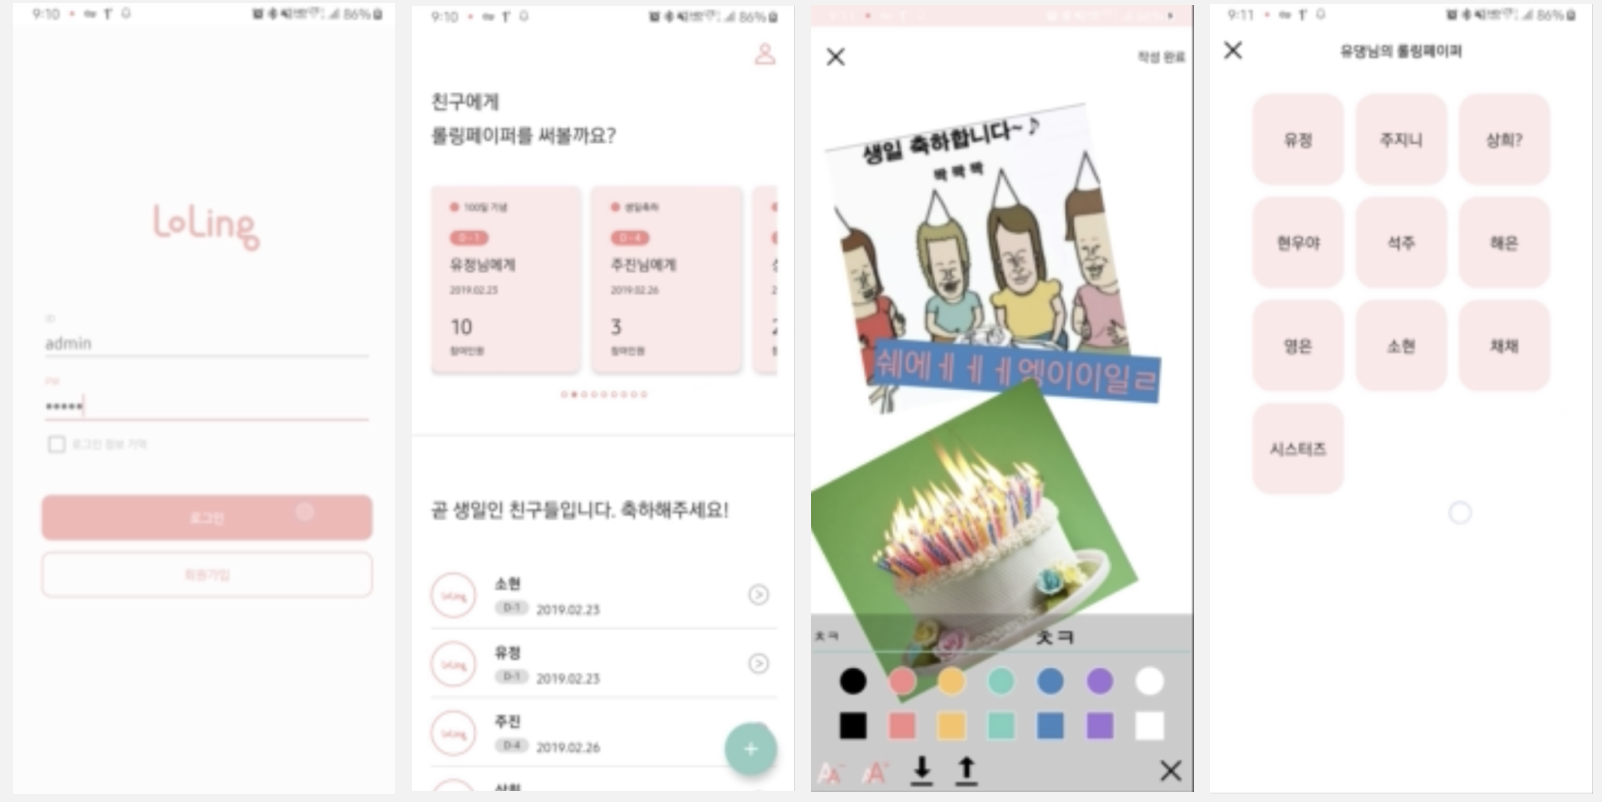 9:10
86%
LoLing
ID
admin
로그인 정보 기억
로그인
회원가입
9:10
86%
친구에게
롤링페이퍼를 써볼까요?
100일 기념
D-1
유정님에게
2019.02.23
10
참여인원
생일축하
D-4
주진님에게
2019.02.26
3
참여인원
곧 생일인 친구들입니다. 축하해주세요!
소현
D-1 2019.02.23
유정
D-1 2019.02.23
주진
D-4 2019.02.26
+
작성 완료
생일 축하합니다~♪
짝 짝 짝
쉐에ㅔㅔㅔ엥이이일ㄹ
ㅊㅋ
ㅊㅋ
A-
A+
9:11
86%
유댕님의 롤링페이퍼
유정
주지니
상희?
현우야
석주
해은
영은
소현
채채
시스터즈